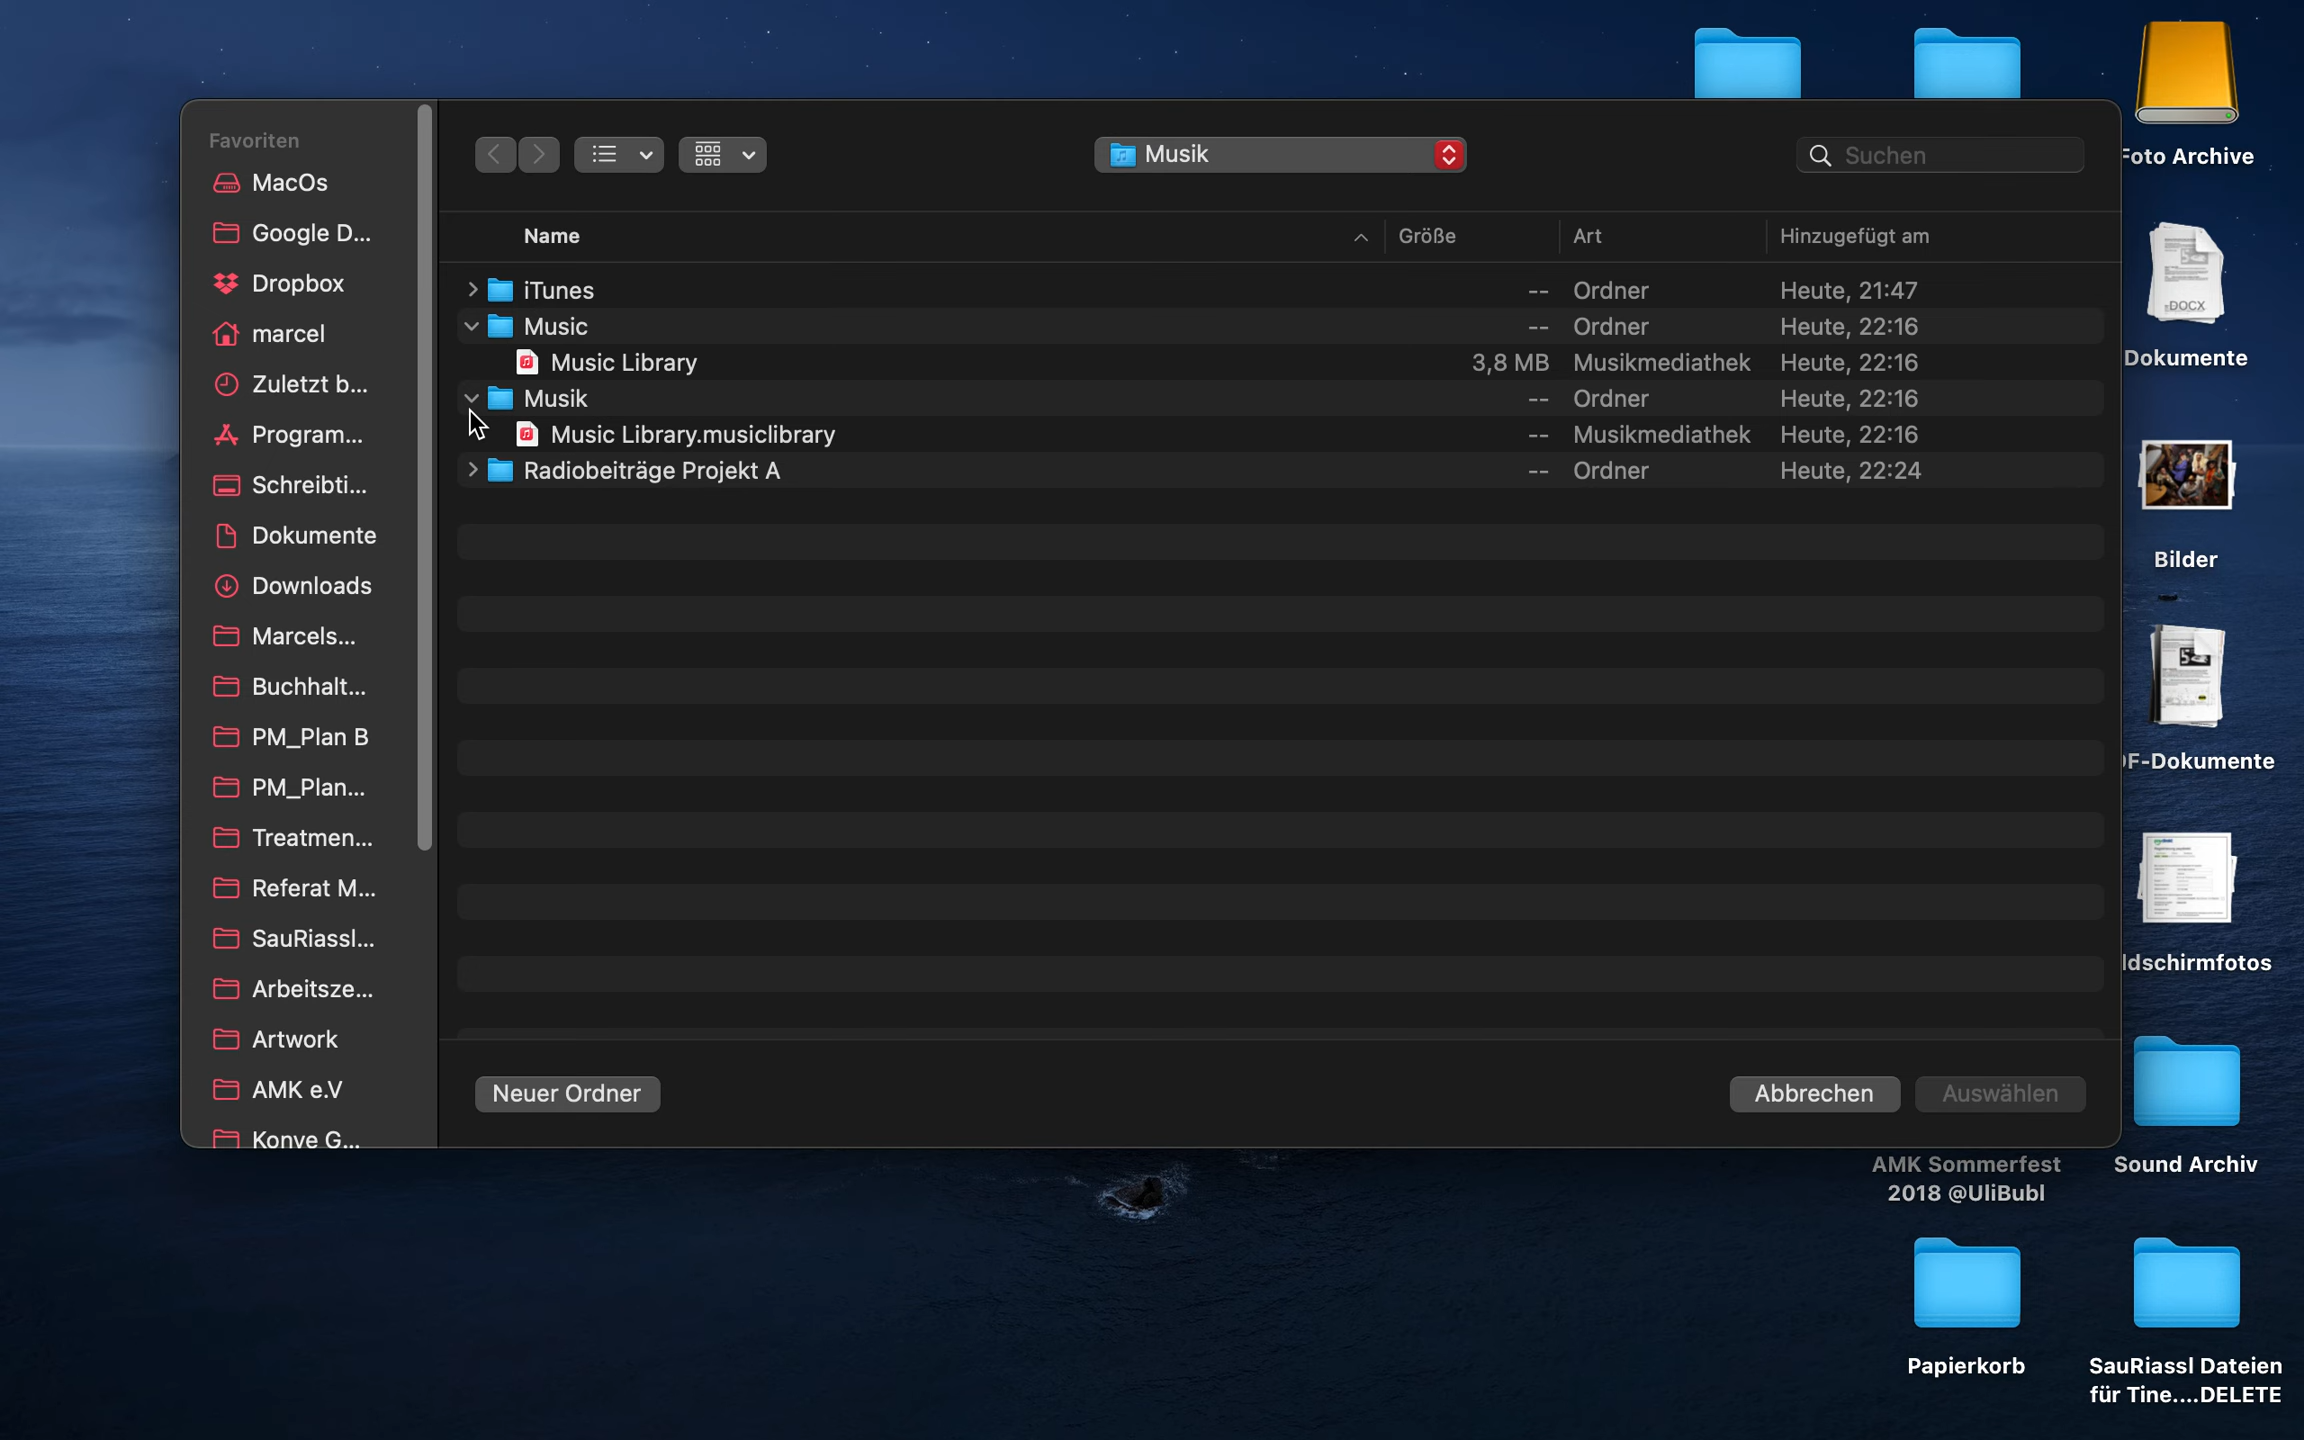 Favoriten
MacOs
Google D...
Dropbox
marcel
Zuletzt b...
Program...
Schreibti...
Dokumente
Downloads
Marcels...
Buchhalt...
PM_Plan B
PM_Plan...
Treatmen...
Referat M...
SauRiassl...
Arbeitsze...
Artwork
AMK e.V
Konve G...
Musik
Suchen
Name Größe Art Hinzugefügt am
iTunes -- Ordner Heute, 21:47
Music -- Ordner Heute, 22:16
Music Library 3,8 MB Musikmediathek Heute, 22:16
Musik -- Ordner Heute, 22:16
Music Library.musiclibrary -- Musikmediathek Heute, 22:16
Radiobeiträge Projekt A -- Ordner Heute, 22:24
Neuer Ordner Abbrechen Auswählen
Foto Archive
DOCX
Dokumente
Bilder
F-Dokumente
ldschirmfotos
AMK Sommerfest
2018 @UliBubl
Sound Archiv
Papierkorb
SauRiassl Dateien
für Tine....DELETE